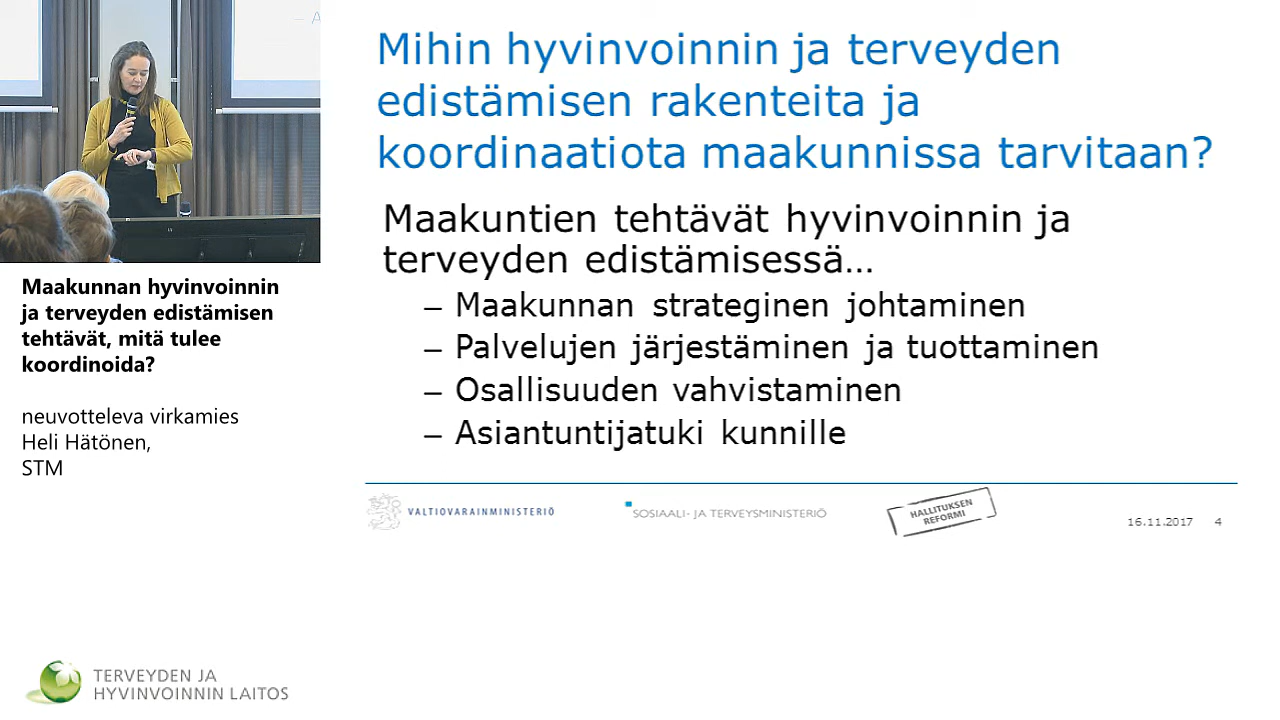 Mihin hyvinvoinnin ja terveyden
edistämisen rakenteita ja
koordinaatiota maakunnissa tarvitaan?
Maakuntien tehtävät hyvinvoinnin ja
terveyden edistämisessä…
– Maakunnan strateginen johtaminen
– Palvelujen järjestäminen ja tuottaminen
– Osallisuuden vahvistaminen
– Asiantuntijatuki kunnille
VALTIOVARAINMINISTERIÖ
SOSIAALI- JA TERVEYSMINISTERIÖ
HALLITUKSEN
REFORMI
16.11.2017 4
Maakunnan hyvinvoinnin
ja terveyden edistämisen
tehtävät, mitä tulee
koordinoida?
neuvotteleva virkamies
Heli Hätönen,
STM
TERVEYDEN JA
HYVINVOINNIN LAITOS